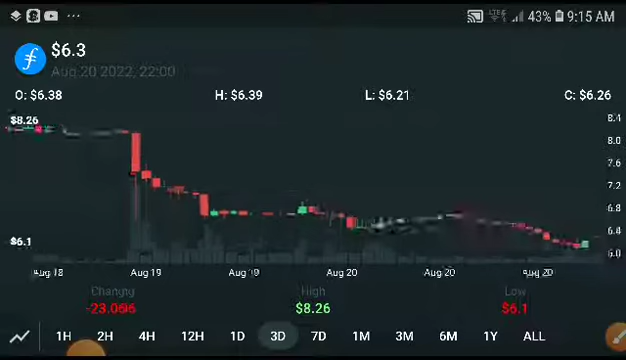 ... LTE 43% 9:15 AM
$6.3
Aug 20 2022, 22:00
O: $6.38 H: $6.39 L: $6.21 C: $6.26
$8.26
8.4
8.0
7.6
7.2
6.8
6.4
6.0
$6.1
Aug 18 Aug 19 Aug 19 Aug 20 Aug 20 Aug 20
High Low
$8.26 $6.1
1H 2H 4H 12H 1D 3D 7D 1M 3M 6M 1Y ALL